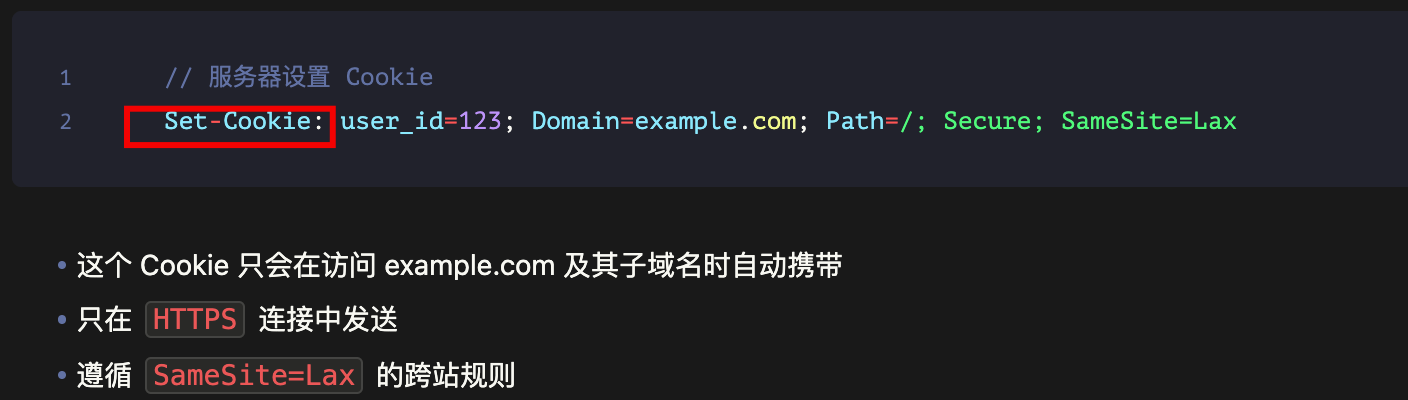 1 // 服务器设置 Cookie
2 Set-Cookie: user_id=123; Domain=example.com; Path=/; Secure; SameSite=Lax
• 这个 Cookie 只会在访问 example.com 及其子域名时自动携带
• 只在 HTTPS 连接中发送
• 遵循 SameSite=Lax 的跨站规则